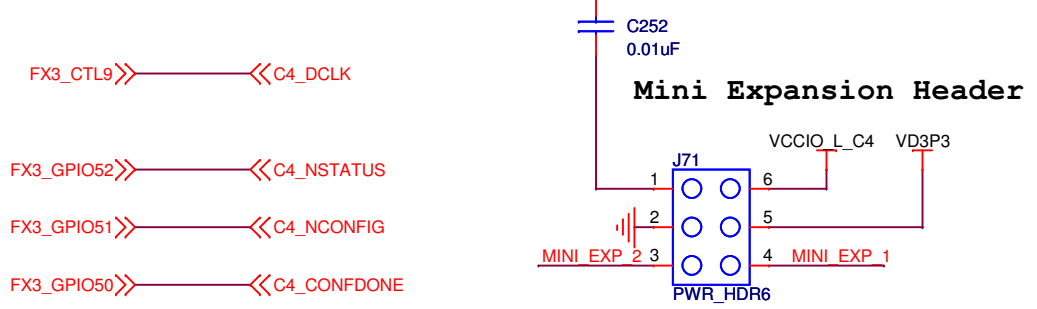 FX3_CTL9 C4_DCLK
FX3_GPIO52 C4_NSTATUS
FX3_GPIO51 C4_NCONFIG
FX3_GPIO50 C4_CONFDONE
C252
0.01uF
Mini Expansion Header
VCCIO_L_C4 VD3P3
J71
1 6
2 5
MINI_EXP_2 3 4 MINI_EXP_1
PWR_HDR6